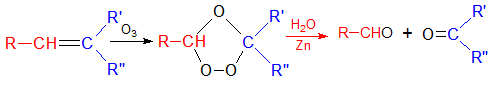 R—CH=C R' R" O₃ R—CH O O—O C R' R" H₂O Zn R—CHO + O=C R' R"